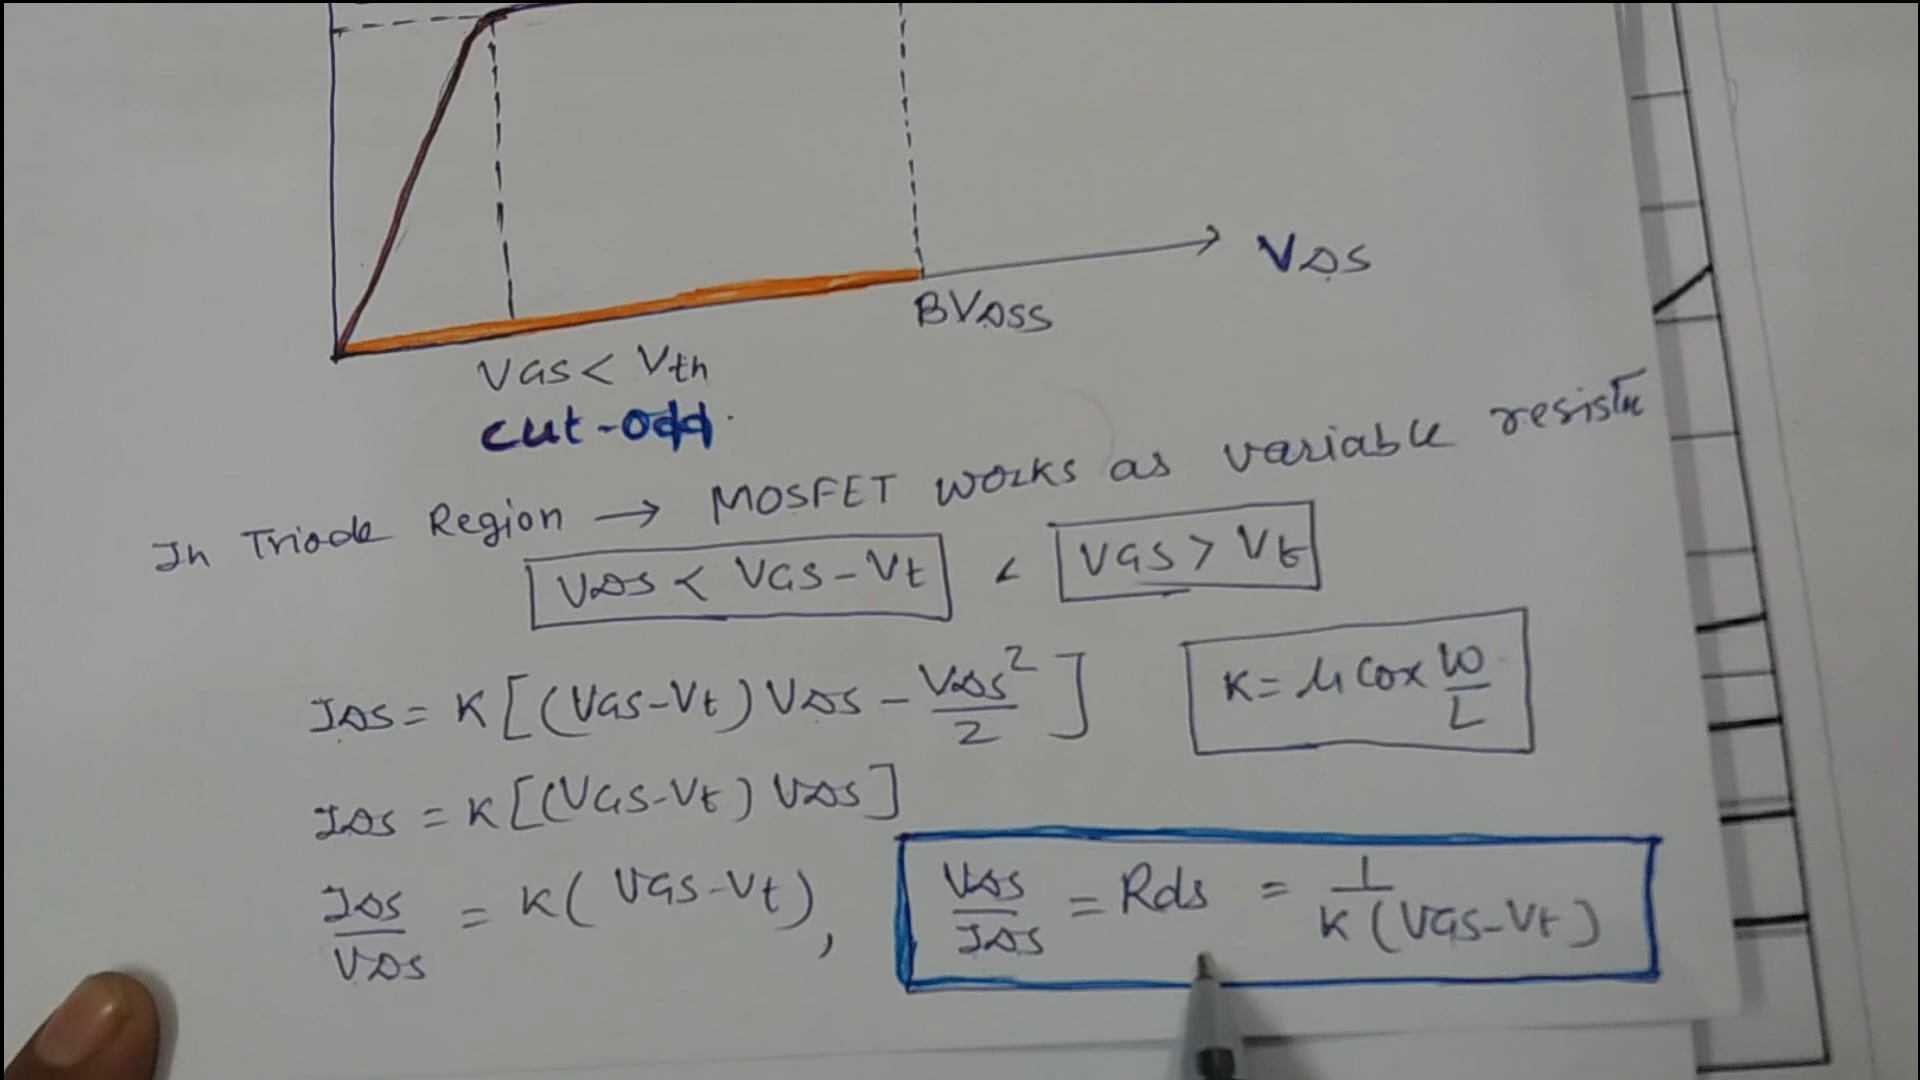 VDS
BVDSS
VGS < Vth
cut-off.
In Triode Region → MOSFET works as variable
VDS < VGS-Vt & VGS > Vt
IDS = K[(VGS-Vt) VDS - VDS²/2] K = μ Cox W/L
IDS = K[(VGS-Vt) VDS]
IDS/VDS = K(VGS-Vt), VDS/IDS = Rds = 1/K(VGS-Vt)